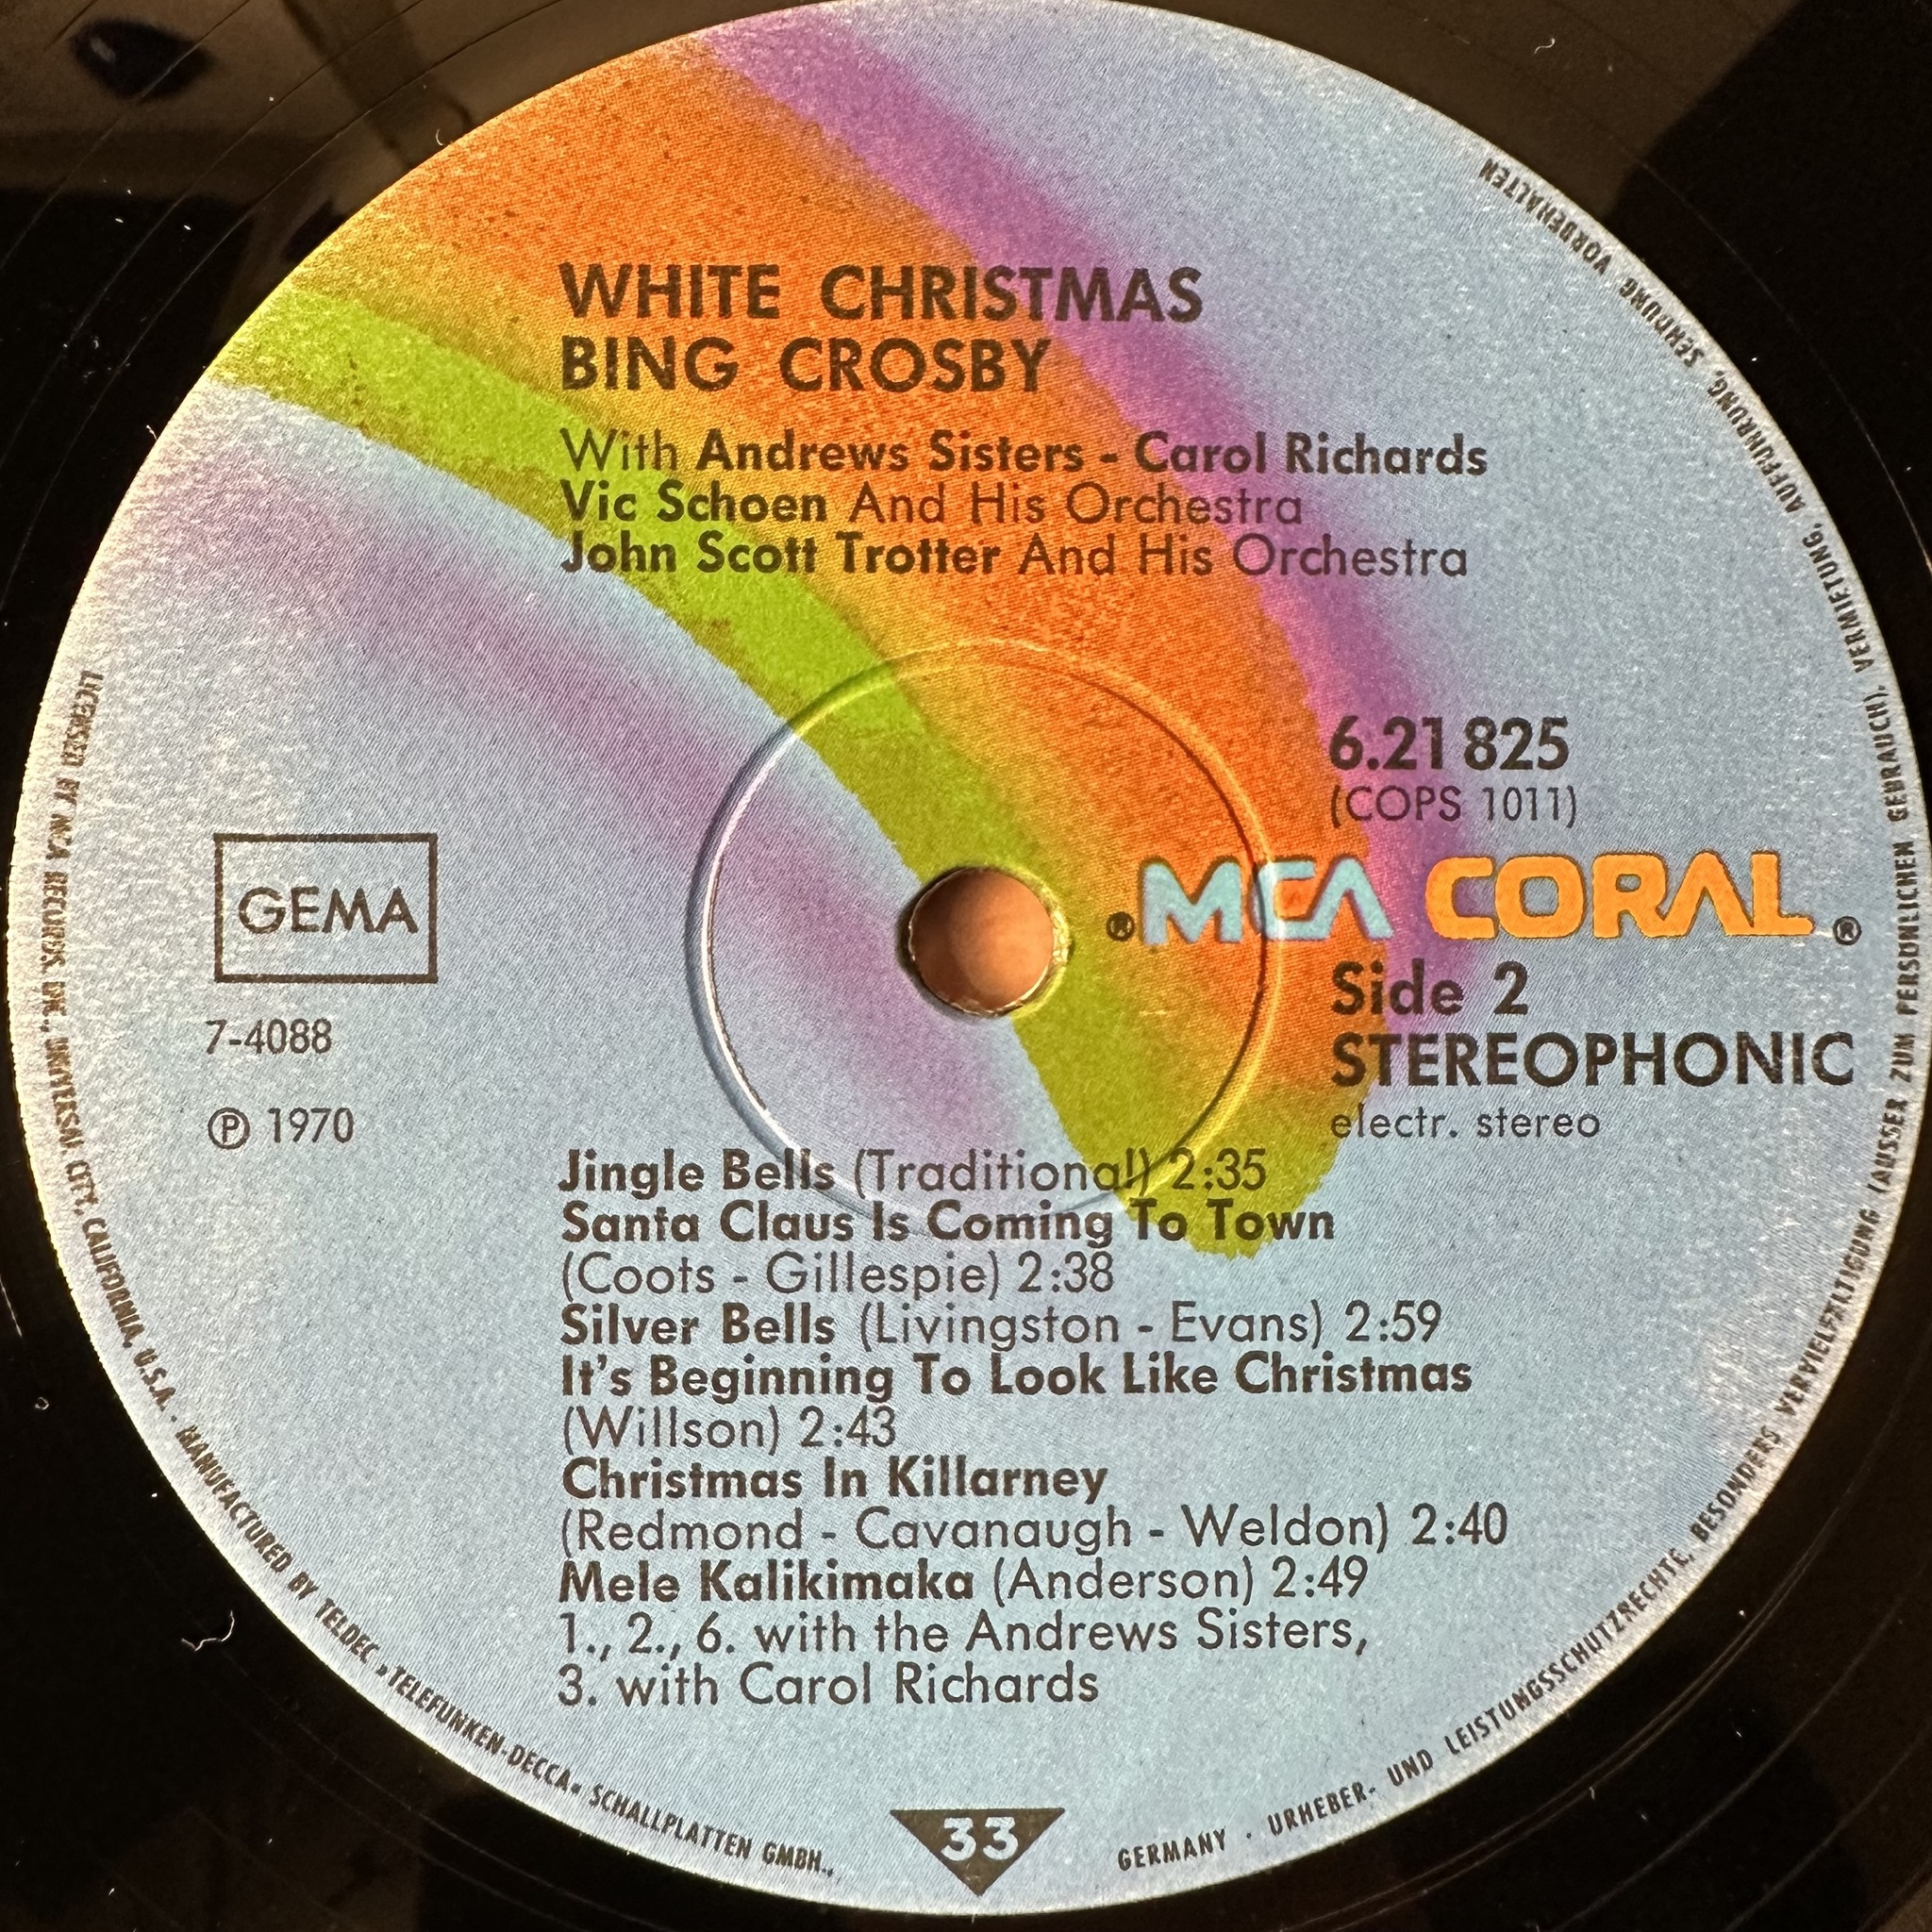 WHITE CHRISTMAS
BING CROSBY
With Andrews Sisters - Carol Richards
Vic Schoen And His Orchestra
John Scott Trotter And His Orchestra
6.21 825
(COPS 1011)
® MCA CORAL ®
GEMA
Side 2
7-4088
STEREOPHONIC
electr. stereo
℗ 1970
Jingle Bells (Traditional) 2:35
Santa Claus Is Coming To Town
(Coots - Gillespie) 2:38
Silver Bells (Livingston - Evans) 2:59
It's Beginning To Look Like Christmas
(Willson) 2:43
Christmas In Killarney
(Redmond - Cavanaugh - Weldon) 2:40
Mele Kalikimaka (Anderson) 2:49
1., 2., 6. with the Andrews Sisters,
3. with Carol Richards
33
LICENSED BY MCA RECORDS, INC., UNIVERSAL CITY, CALIFORNIA, U.S.A. · MANUFACTURED BY TELDEC „TELEFUNKEN-DECCA“ SCHALLPLATTEN GMBH.,
GERMANY · URHEBER- UND LEISTUNGSSCHUTZRECHTE, BESONDERS VERVIELFÄLTIGUNG (AUSSER ZUM PERSÖNLICHEN GEBRAUCH), VERMIETUNG, AUFFÜHRUNG, SENDUNG, VORBEHALTEN